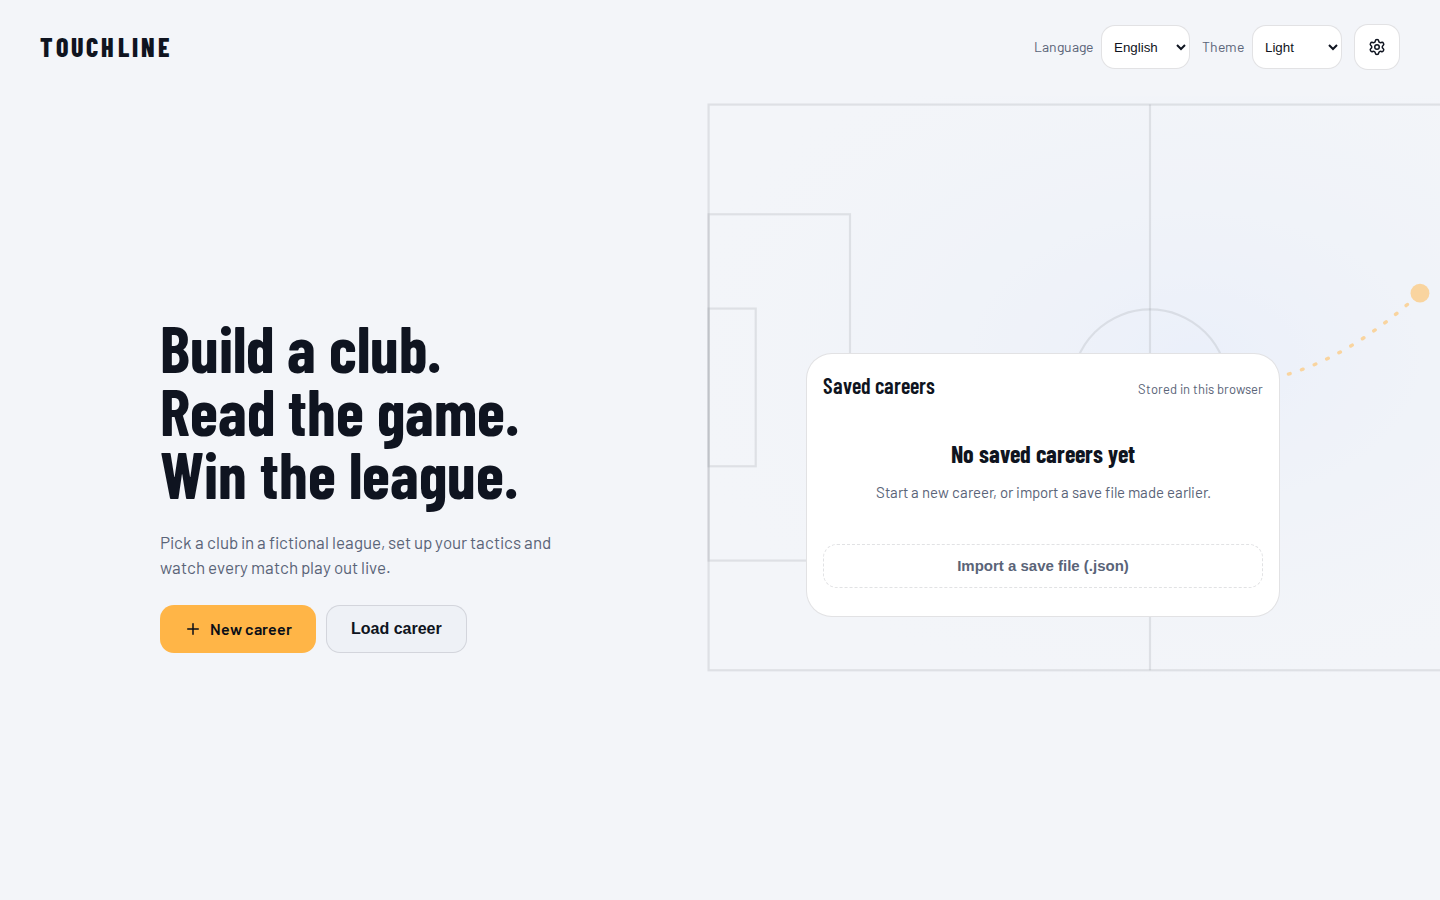 TOUCHLINE
Language
English
Theme
Light
Build a club.
Read the game.
Win the league.
Pick a club in a fictional league, set up your tactics and
watch every match play out live.
New career
Load career
Saved careers
Stored in this browser
No saved careers yet
Start a new career, or import a save file made earlier.
Import a save file (.json)